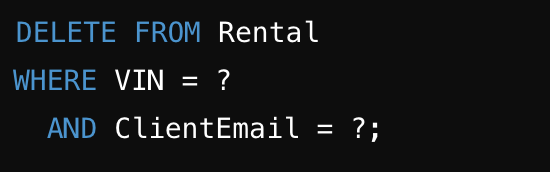 DELETE FROM Rental
WHERE VIN = ?
  AND ClientEmail = ?;